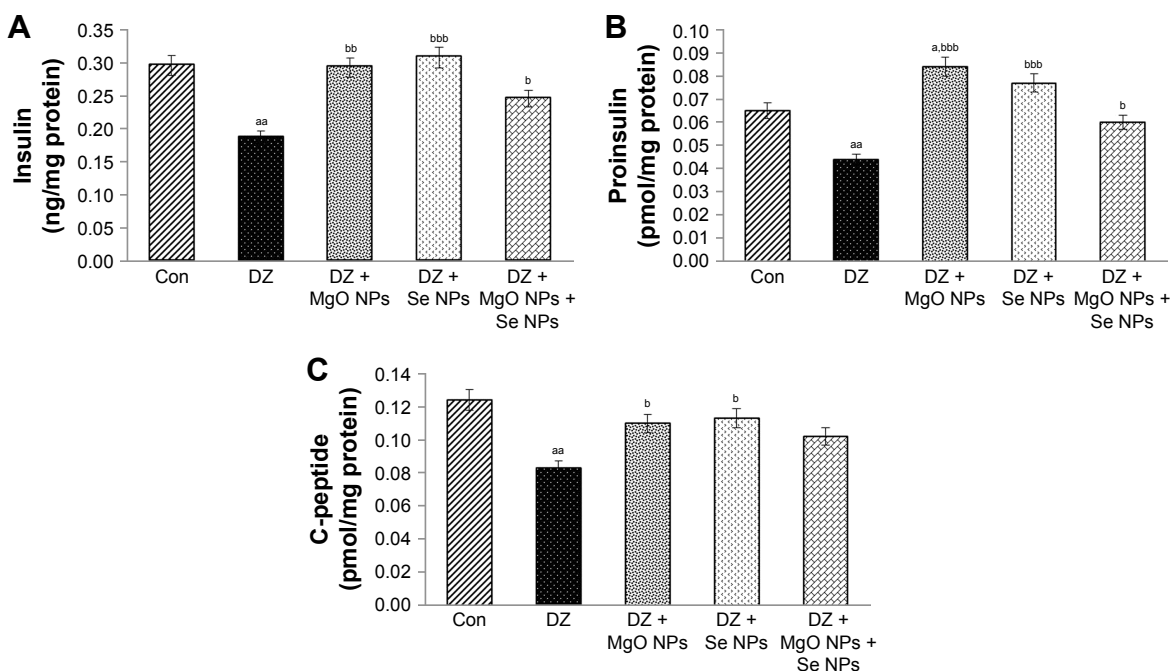 A
Insulin
(ng/mg protein)
0.35
0.30
0.25
0.20
0.15
0.10
0.05
0.00
aa
bb
bbb
b
Con
DZ
DZ +
MgO NPs
DZ +
Se NPs
DZ +
MgO NPs +
Se NPs
B
Proinsulin
(pmol/mg protein)
0.10
0.09
0.08
0.07
0.06
0.05
0.04
0.03
0.02
0.01
0.00
aa
a,bbb
bbb
b
Con
DZ
DZ +
MgO NPs
DZ +
Se NPs
DZ +
MgO NPs +
Se NPs
C
C-peptide
(pmol/mg protein)
0.14
0.12
0.10
0.08
0.06
0.04
0.02
0.00
aa
b
b
Con
DZ
DZ +
MgO NPs
DZ +
Se NPs
DZ +
MgO NPs +
Se NPs